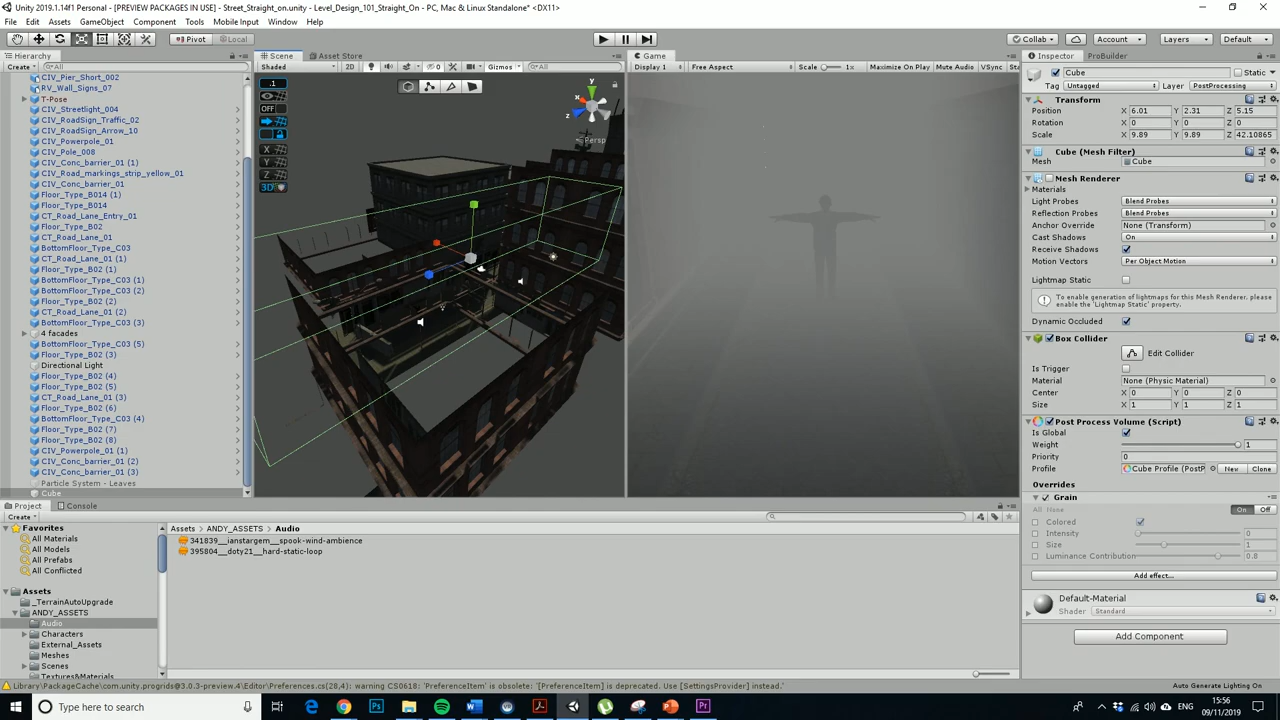 Unity 2019.1.14f1 Personal - [PREVIEW PACKAGES IN USE] - Street_Straight_on.unity - Level_Design_101_Straight_On - PC, Mac & Linux Standalone* <DX11>
File Edit Assets GameObject Component Tools Mobile Input Window Help
Pivot Local Collab Account Layers Default
Hierarchy
Create All
CIV_Pier_Short_002
RV_Wall_Signs_07
T-Pose
CIV_Streetlight_004
CIV_RoadSign_Traffic_02
CIV_RoadSign_Arrow_10
CIV_Powerpole_01
CIV_Pole_008
CIV_Conc_barrier_01 (1)
CIV_Road_markings_strip_yellow_01
CIV_Conc_barrier_01
Floor_Type_B014 (1)
Floor_Type_B014
CT_Road_Lane_Entry_01
Floor_Type_B02
CT_Road_Lane_01
BottomFloor_Type_C03
CT_Road_Lane_01 (1)
Floor_Type_B02 (1)
BottomFloor_Type_C03 (1)
BottomFloor_Type_C03 (2)
Floor_Type_B02 (2)
CT_Road_Lane_01 (2)
BottomFloor_Type_C03 (3)
4 facades
BottomFloor_Type_C03 (5)
Floor_Type_B02 (3)
Directional Light
Floor_Type_B02 (4)
Floor_Type_B02 (5)
CT_Road_Lane_01 (3)
Floor_Type_B02 (6)
BottomFloor_Type_C03 (4)
Floor_Type_B02 (7)
Floor_Type_B02 (8)
CIV_Powerpole_01 (1)
CIV_Conc_barrier_01 (2)
CIV_Conc_barrier_01 (3)
Particle System - Leaves
Cube
Scene Asset Store
Shaded 2D 0 Gizmos All
.1
OFF
X
Y
Z
3D
y
x
z
Persp
Game
Display 1 Free Aspect Scale 1x Maximize On Play Mute Audio VSync
Inspector ProBuilder
Cube Static
Tag Untagged Layer PostProcessing
Transform
Position X 6.01 Y 2.31 Z 5.15
Rotation X 0 Y 0 Z 0
Scale X 9.89 Y 9.89 Z 42.10865
Cube (Mesh Filter)
Mesh Cube
Mesh Renderer
Materials
Light Probes Blend Probes
Reflection Probes Blend Probes
Anchor Override None (Transform)
Cast Shadows On
Receive Shadows
Motion Vectors Per Object Motion
Lightmap Static
To enable generation of lightmaps for this Mesh Renderer, please
enable the 'Lightmap Static' property.
Dynamic Occluded
Box Collider
Edit Collider
Is Trigger
Material None (Physic Material)
Center X 0 Y 0 Z 0
Size X 1 Y 1 Z 1
Post Process Volume (Script)
Is Global
Weight 1
Priority 0
Profile Cube Profile (PostP New Clone
Overrides
Grain
All None On Off
Colored
Intensity 0
Size 1
Luminance Contribution 0.8
Add effect...
Default-Material
Shader Standard
Add Component
Project Console
Create
Favorites
All Materials
All Models
All Prefabs
All Conflicted
Assets
_TerrainAutoUpgrade
ANDY_ASSETS
Audio
Characters
External_Assets
Meshes
Scenes
Textures&Materials
Assets ANDY_ASSETS Audio
341839__ianstargem__spook-wind-ambience
395804__doty21__hard-static-loop
Library\PackageCache\com.unity.progrids@3.0.3-preview.4\Editor\Preferences.cs(28,4): warning CS0618: 'PreferenceItem' is obsolete: '[PreferenceItem] is deprecated. Use [SettingsProvider] instead.'
Auto Generate Lighting On
Type here to search
15:56
09/11/2019